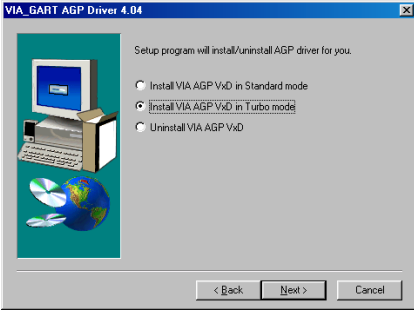 VIA_GART AGP Driver 4.04
Setup program will install/uninstall AGP driver for you.
Install VIA AGP VxD in Standard mode
Install VIA AGP VxD in Turbo mode
Uninstall VIA AGP VxD
< Back
Next >
Cancel